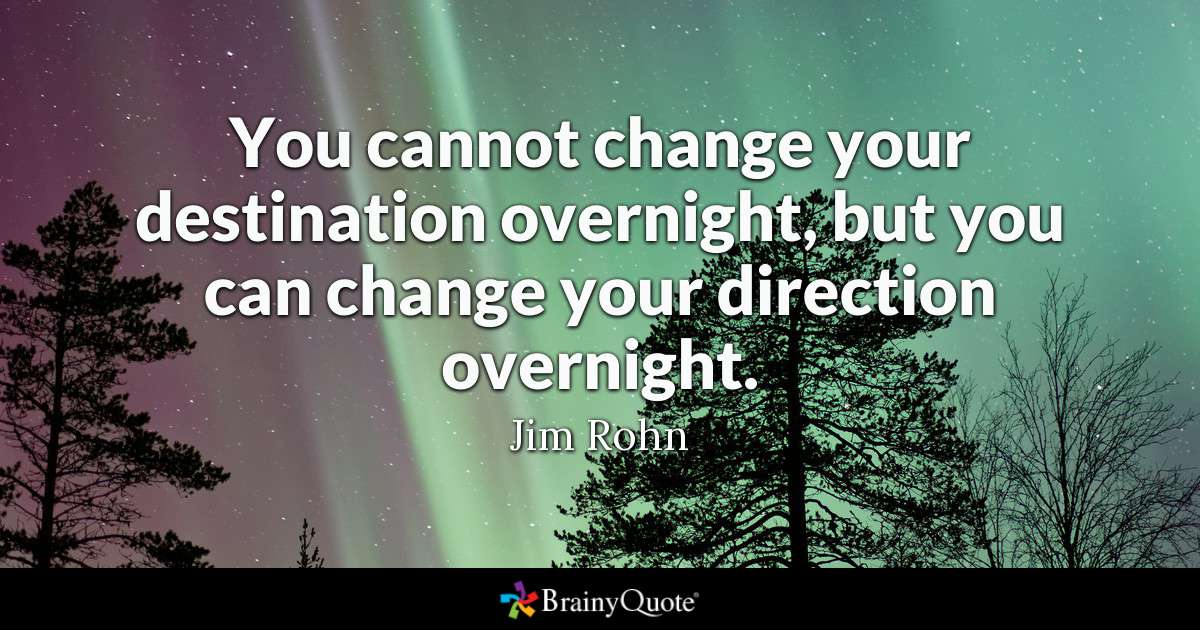 You cannot change your
destination overnight, but you
can change your direction
overnight.
Jim Rohn
BrainyQuote®